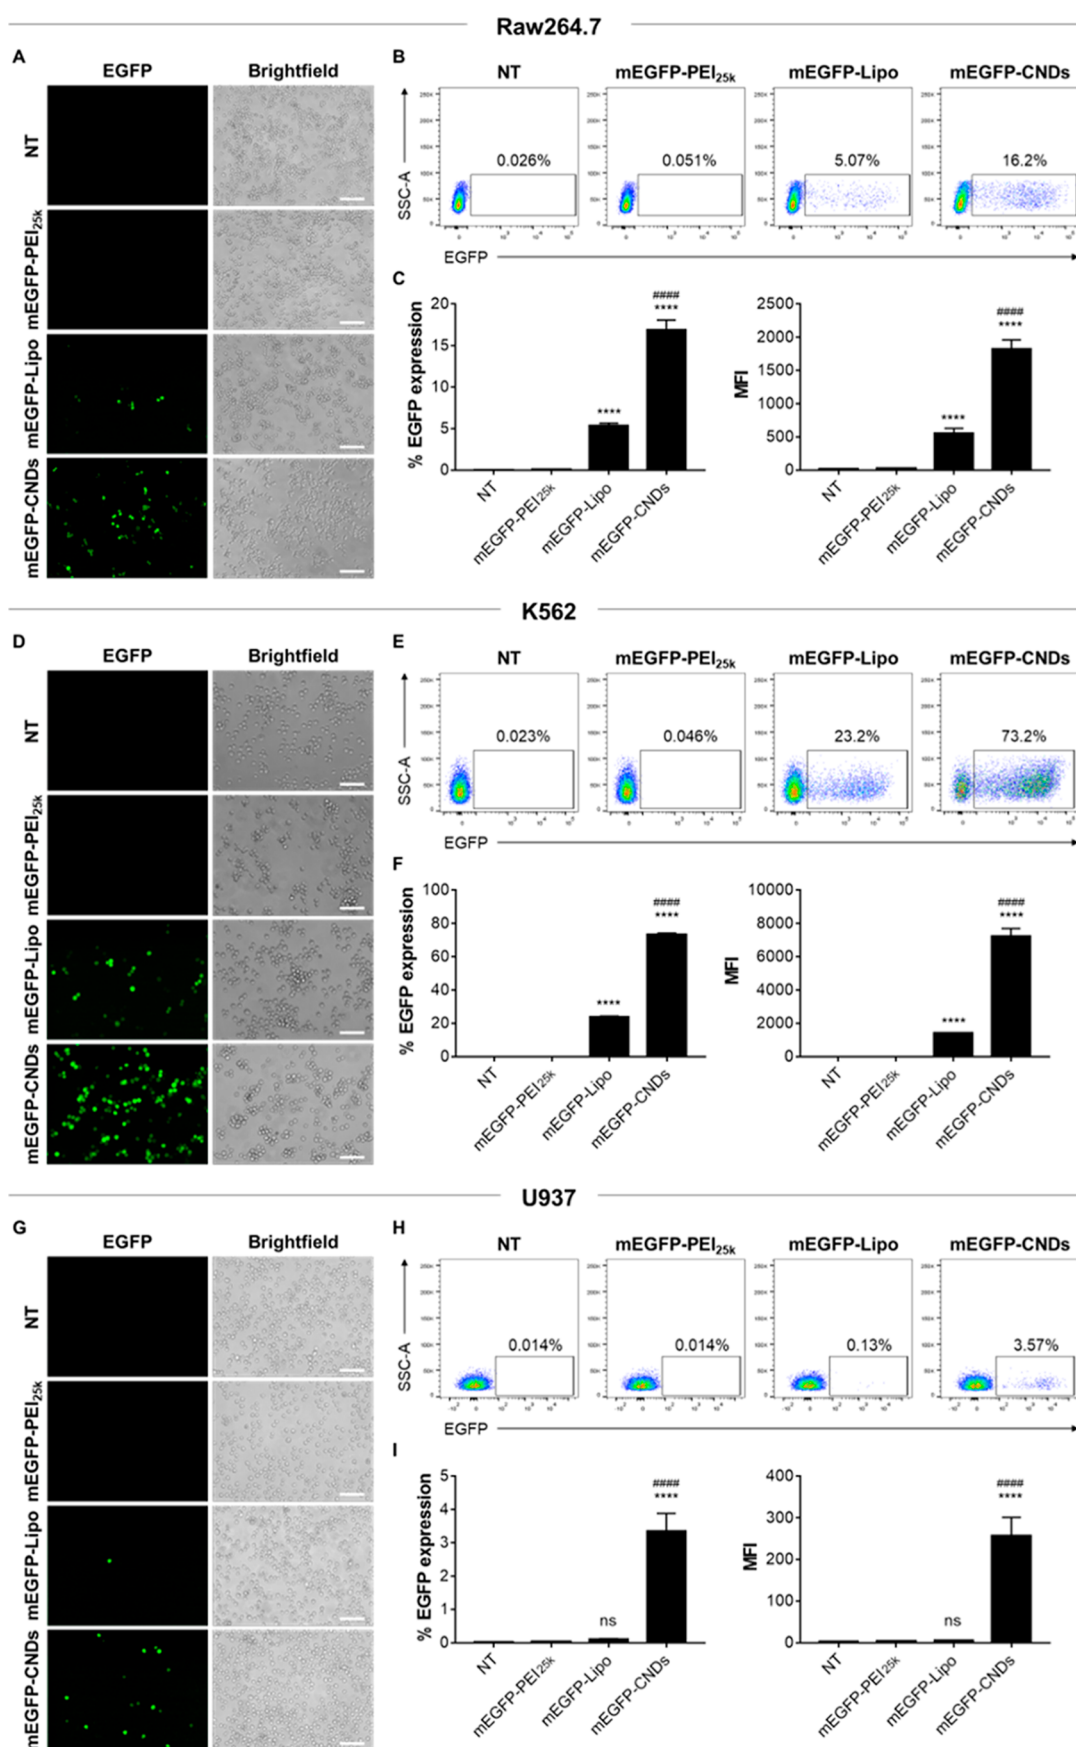 Raw264.7
A
EGFP
Brightfield
NT
mEGFP-PEI25k
mEGFP-Lipo
mEGFP-CNDs
B
NT
mEGFP-PEI25k
mEGFP-Lipo
mEGFP-CNDs
0.026%
0.051%
5.07%
16.2%
SSC-A
EGFP
C
% EGFP expression
20
15
10
5
0
****
####
****
NT
mEGFP-PEI25k
mEGFP-Lipo
mEGFP-CNDs
MFI
2500
2000
1500
1000
500
0
****
####
****
NT
mEGFP-PEI25k
mEGFP-Lipo
mEGFP-CNDs
K562
D
EGFP
Brightfield
NT
mEGFP-PEI25k
mEGFP-Lipo
mEGFP-CNDs
E
NT
mEGFP-PEI25k
mEGFP-Lipo
mEGFP-CNDs
0.023%
0.046%
23.2%
73.2%
SSC-A
EGFP
F
% EGFP expression
100
80
60
40
20
0
****
####
****
NT
mEGFP-PEI25k
mEGFP-Lipo
mEGFP-CNDs
MFI
10000
8000
6000
4000
2000
0
****
####
****
NT
mEGFP-PEI25k
mEGFP-Lipo
mEGFP-CNDs
U937
G
EGFP
Brightfield
NT
mEGFP-PEI25k
mEGFP-Lipo
mEGFP-CNDs
H
NT
mEGFP-PEI25k
mEGFP-Lipo
mEGFP-CNDs
0.014%
0.014%
0.13%
3.57%
SSC-A
EGFP
I
% EGFP expression
5
4
3
2
1
0
ns
####
****
NT
mEGFP-PEI25k
mEGFP-Lipo
mEGFP-CNDs
MFI
400
300
200
100
0
ns
####
****
NT
mEGFP-PEI25k
mEGFP-Lipo
mEGFP-CNDs